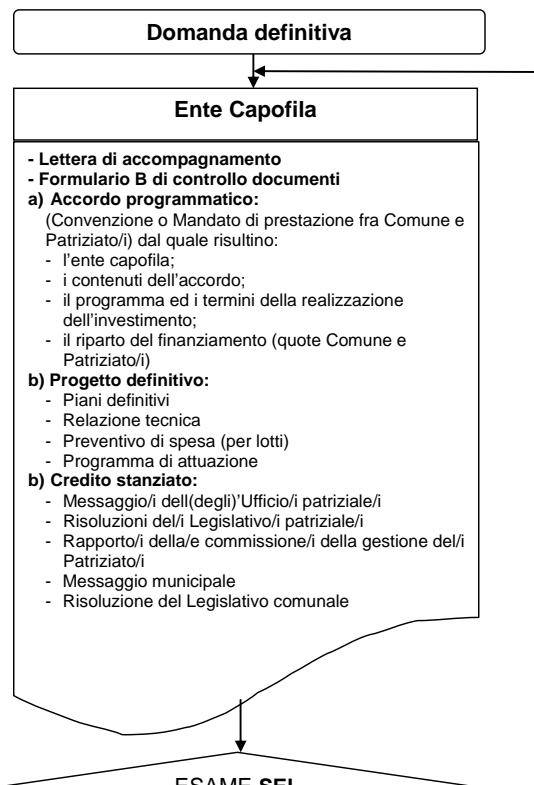 Domanda definitiva
Ente Capofila
- Lettera di accompagnamento
- Formulario B di controllo documenti
a) Accordo programmatico:
(Convenzione o Mandato di prestazione fra Comune e
Patriziato/i) dal quale risultino:
- l'ente capofila;
- i contenuti dell'accordo;
- il programma ed i termini della realizzazione
dell'investimento;
- il riparto del finanziamento (quote Comune e
Patriziato/i)
b) Progetto definitivo:
- Piani definitivi
- Relazione tecnica
- Preventivo di spesa (per lotti)
- Programma di attuazione
b) Credito stanziato:
- Messaggio/i dell(degli)'Ufficio/i patriziale/i
- Risoluzioni del/i Legislativo/i patriziale/i
- Rapporto/i della/e commissione/i della gestione del/i
Patriziato/i
- Messaggio municipale
- Risoluzione del Legislativo comunale
ESAME SEL